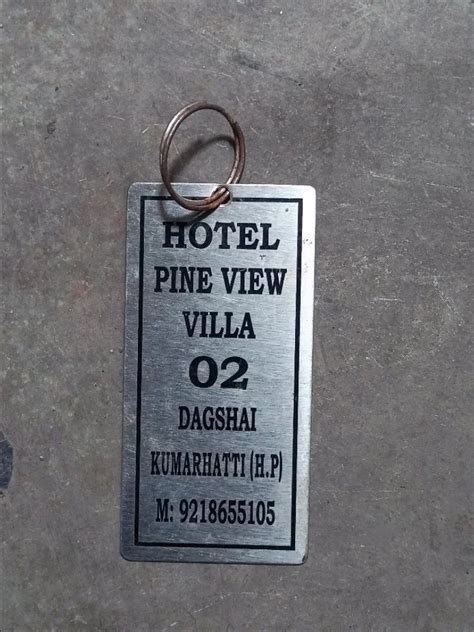 HOTEL
PINE VIEW
VILLA
02
DAGSHAI
KUMARHATTI (H.P)
M: 9218655105